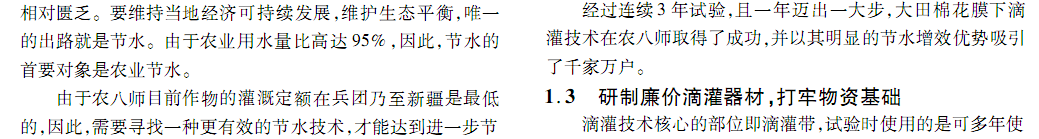 相对匮乏。要维持当地经济可持续发展,维护生态平衡,唯一
的出路就是节水。由于农业用水量比高达95%,因此,节水的
首要对象是农业节水。
由于农八师目前作物的灌溉定额在兵团乃至新疆是最低
的,因此,需要寻找一种更有效的节水技术,才能达到进一步节
经过连续3年试验,且一年迈出一大步,大田棉花膜下滴
灌技术在农八师取得了成功,并以其明显的节水增效优势吸引
了千家万户。
1.3 研制廉价滴灌器材,打牢物资基础
滴灌技术核心的部位即滴灌带,试验时使用的是可多年使